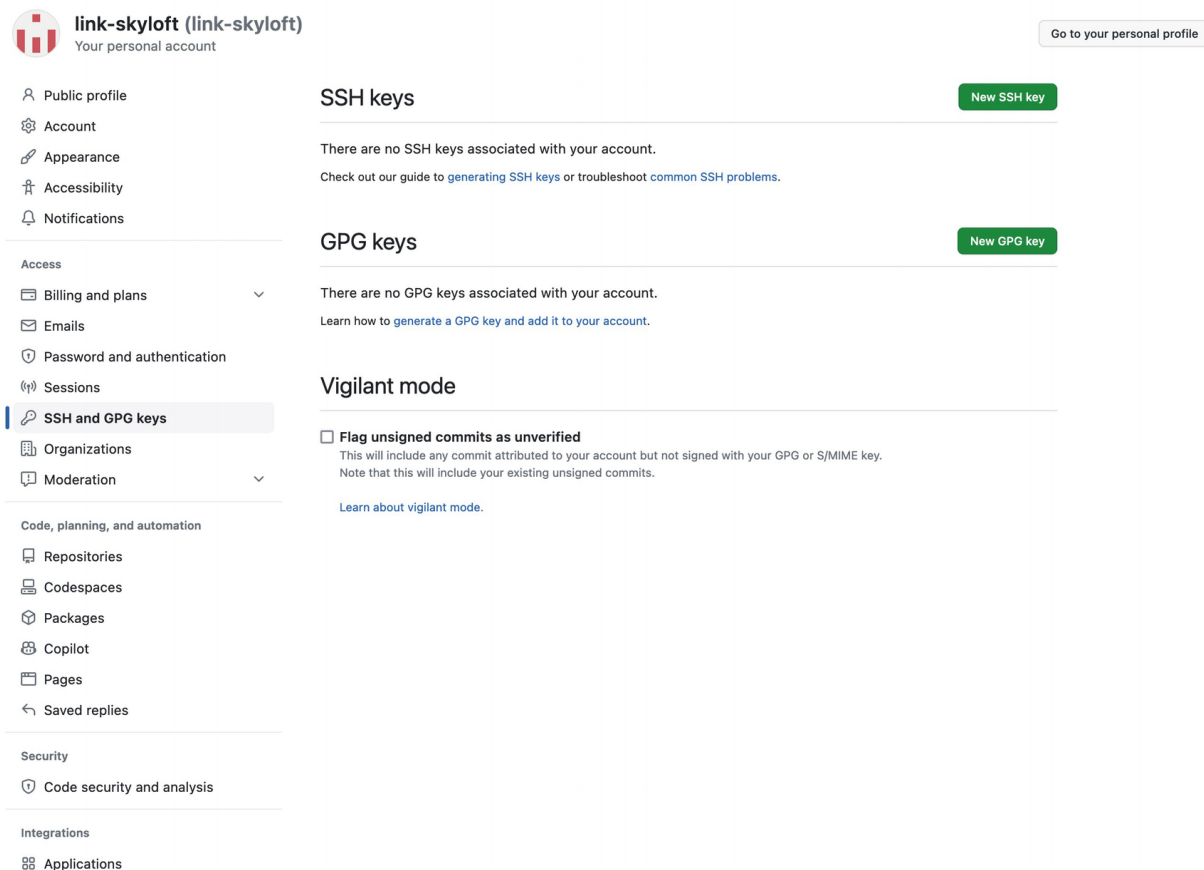 link-skyloft (link-skyloft)
Your personal account
Go to your personal profile
Public profile
Account
Appearance
Accessibility
Notifications
Access
Billing and plans
Emails
Password and authentication
Sessions
SSH and GPG keys
Organizations
Moderation
Code, planning, and automation
Repositories
Codespaces
Packages
Copilot
Pages
Saved replies
Security
Code security and analysis
Integrations
Applications
SSH keys
New SSH key
There are no SSH keys associated with your account.
Check out our guide to generating SSH keys or troubleshoot common SSH problems.
GPG keys
New GPG key
There are no GPG keys associated with your account.
Learn how to generate a GPG key and add it to your account.
Vigilant mode
Flag unsigned commits as unverified
This will include any commit attributed to your account but not signed with your GPG or S/MIME key.
Note that this will include your existing unsigned commits.
Learn about vigilant mode.